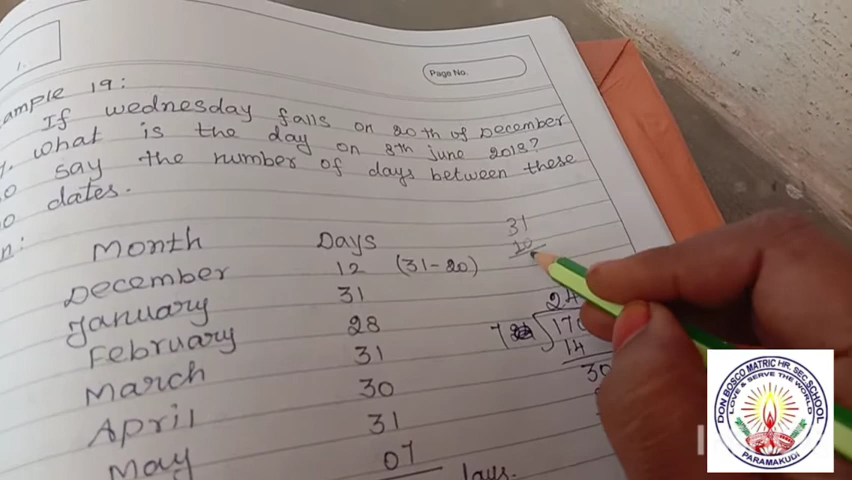 Page No.
ample 19:
If wednesday falls on 20th of December
y. What is the day on 8th june 2018?
o say the number of days between these
o dates.
n:
Month Days
December 12 (31-20)
January 31
February 28
March 31
April 30
May 31
07
days.
31
20
24
7 170
14
30
DON BOSCO MATRIC HR. SEC SCHOOL
LOVE & SERVE THE WORLD
PARAMAKUDI